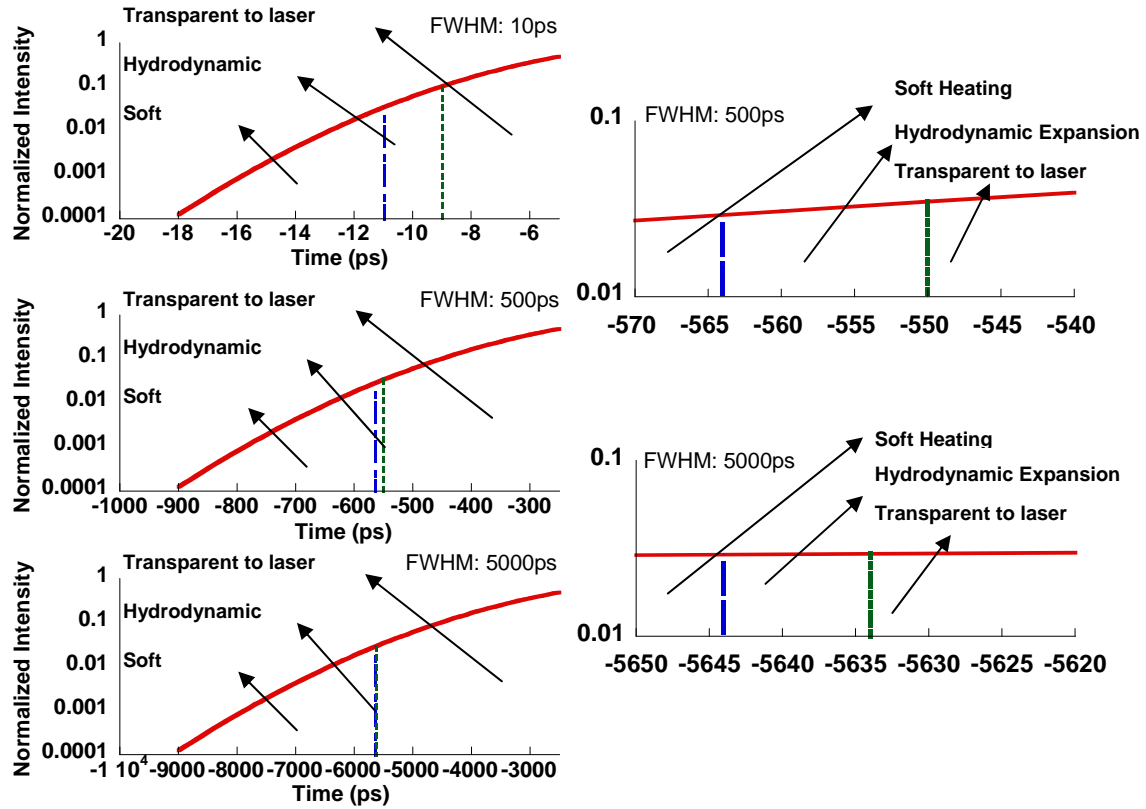 Transparent to laser
FWHM: 10ps
Hydrodynamic
Soft
Normalized Intensity
1
0.1
0.01
0.001
0.0001
-20 -18 -16 -14 -12 -10 -8 -6
Time (ps)
Transparent to laser
FWHM: 500ps
Hydrodynamic
Soft
Normalized Intensity
1
0.1
0.01
0.001
0.0001
-1000 -900 -800 -700 -600 -500 -400 -300
Time (ps)
Transparent to laser
FWHM: 5000ps
Hydrodynamic
Soft
Normalized Intensity
1
0.1
0.01
0.001
0.0001
-1 10^4 -9000 -8000 -7000 -6000 -5000 -4000 -3000
Time (ps)
Soft Heating
FWHM: 500ps
Hydrodynamic Expansion
Transparent to laser
0.1
0.01
-570 -565 -560 -555 -550 -545 -540
Soft Heating
FWHM: 5000ps
Hydrodynamic Expansion
Transparent to laser
0.1
0.01
-5650 -5645 -5640 -5635 -5630 -5625 -5620